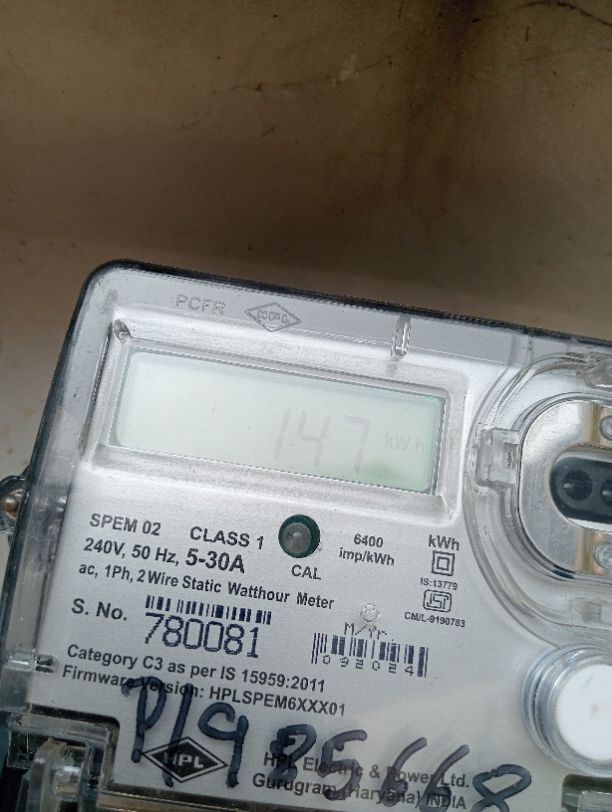 PCFR HPL
147 kWh
SPEM 02 CLASS 1
240V, 50 Hz, 5-30A
ac, 1Ph, 2 Wire Static Watthour Meter
CAL
6400
imp/kWh
kWh
IS:13779
ISI
CM/L-9190783
S. No. 780081
M/Yr.
092024
Category C3 as per IS 15959:2011
Firmware Version: HPLSPEM6XXX01
P1985668
HPL
HPL Electric & Power Ltd.
Gurugram (Haryana) INDIA